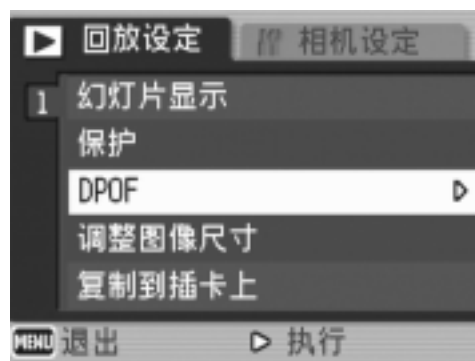 回放设定 相机设定
1 幻灯片显示
保护
DPOF
调整图像尺寸
复制到插卡上
MENU 退出 执行